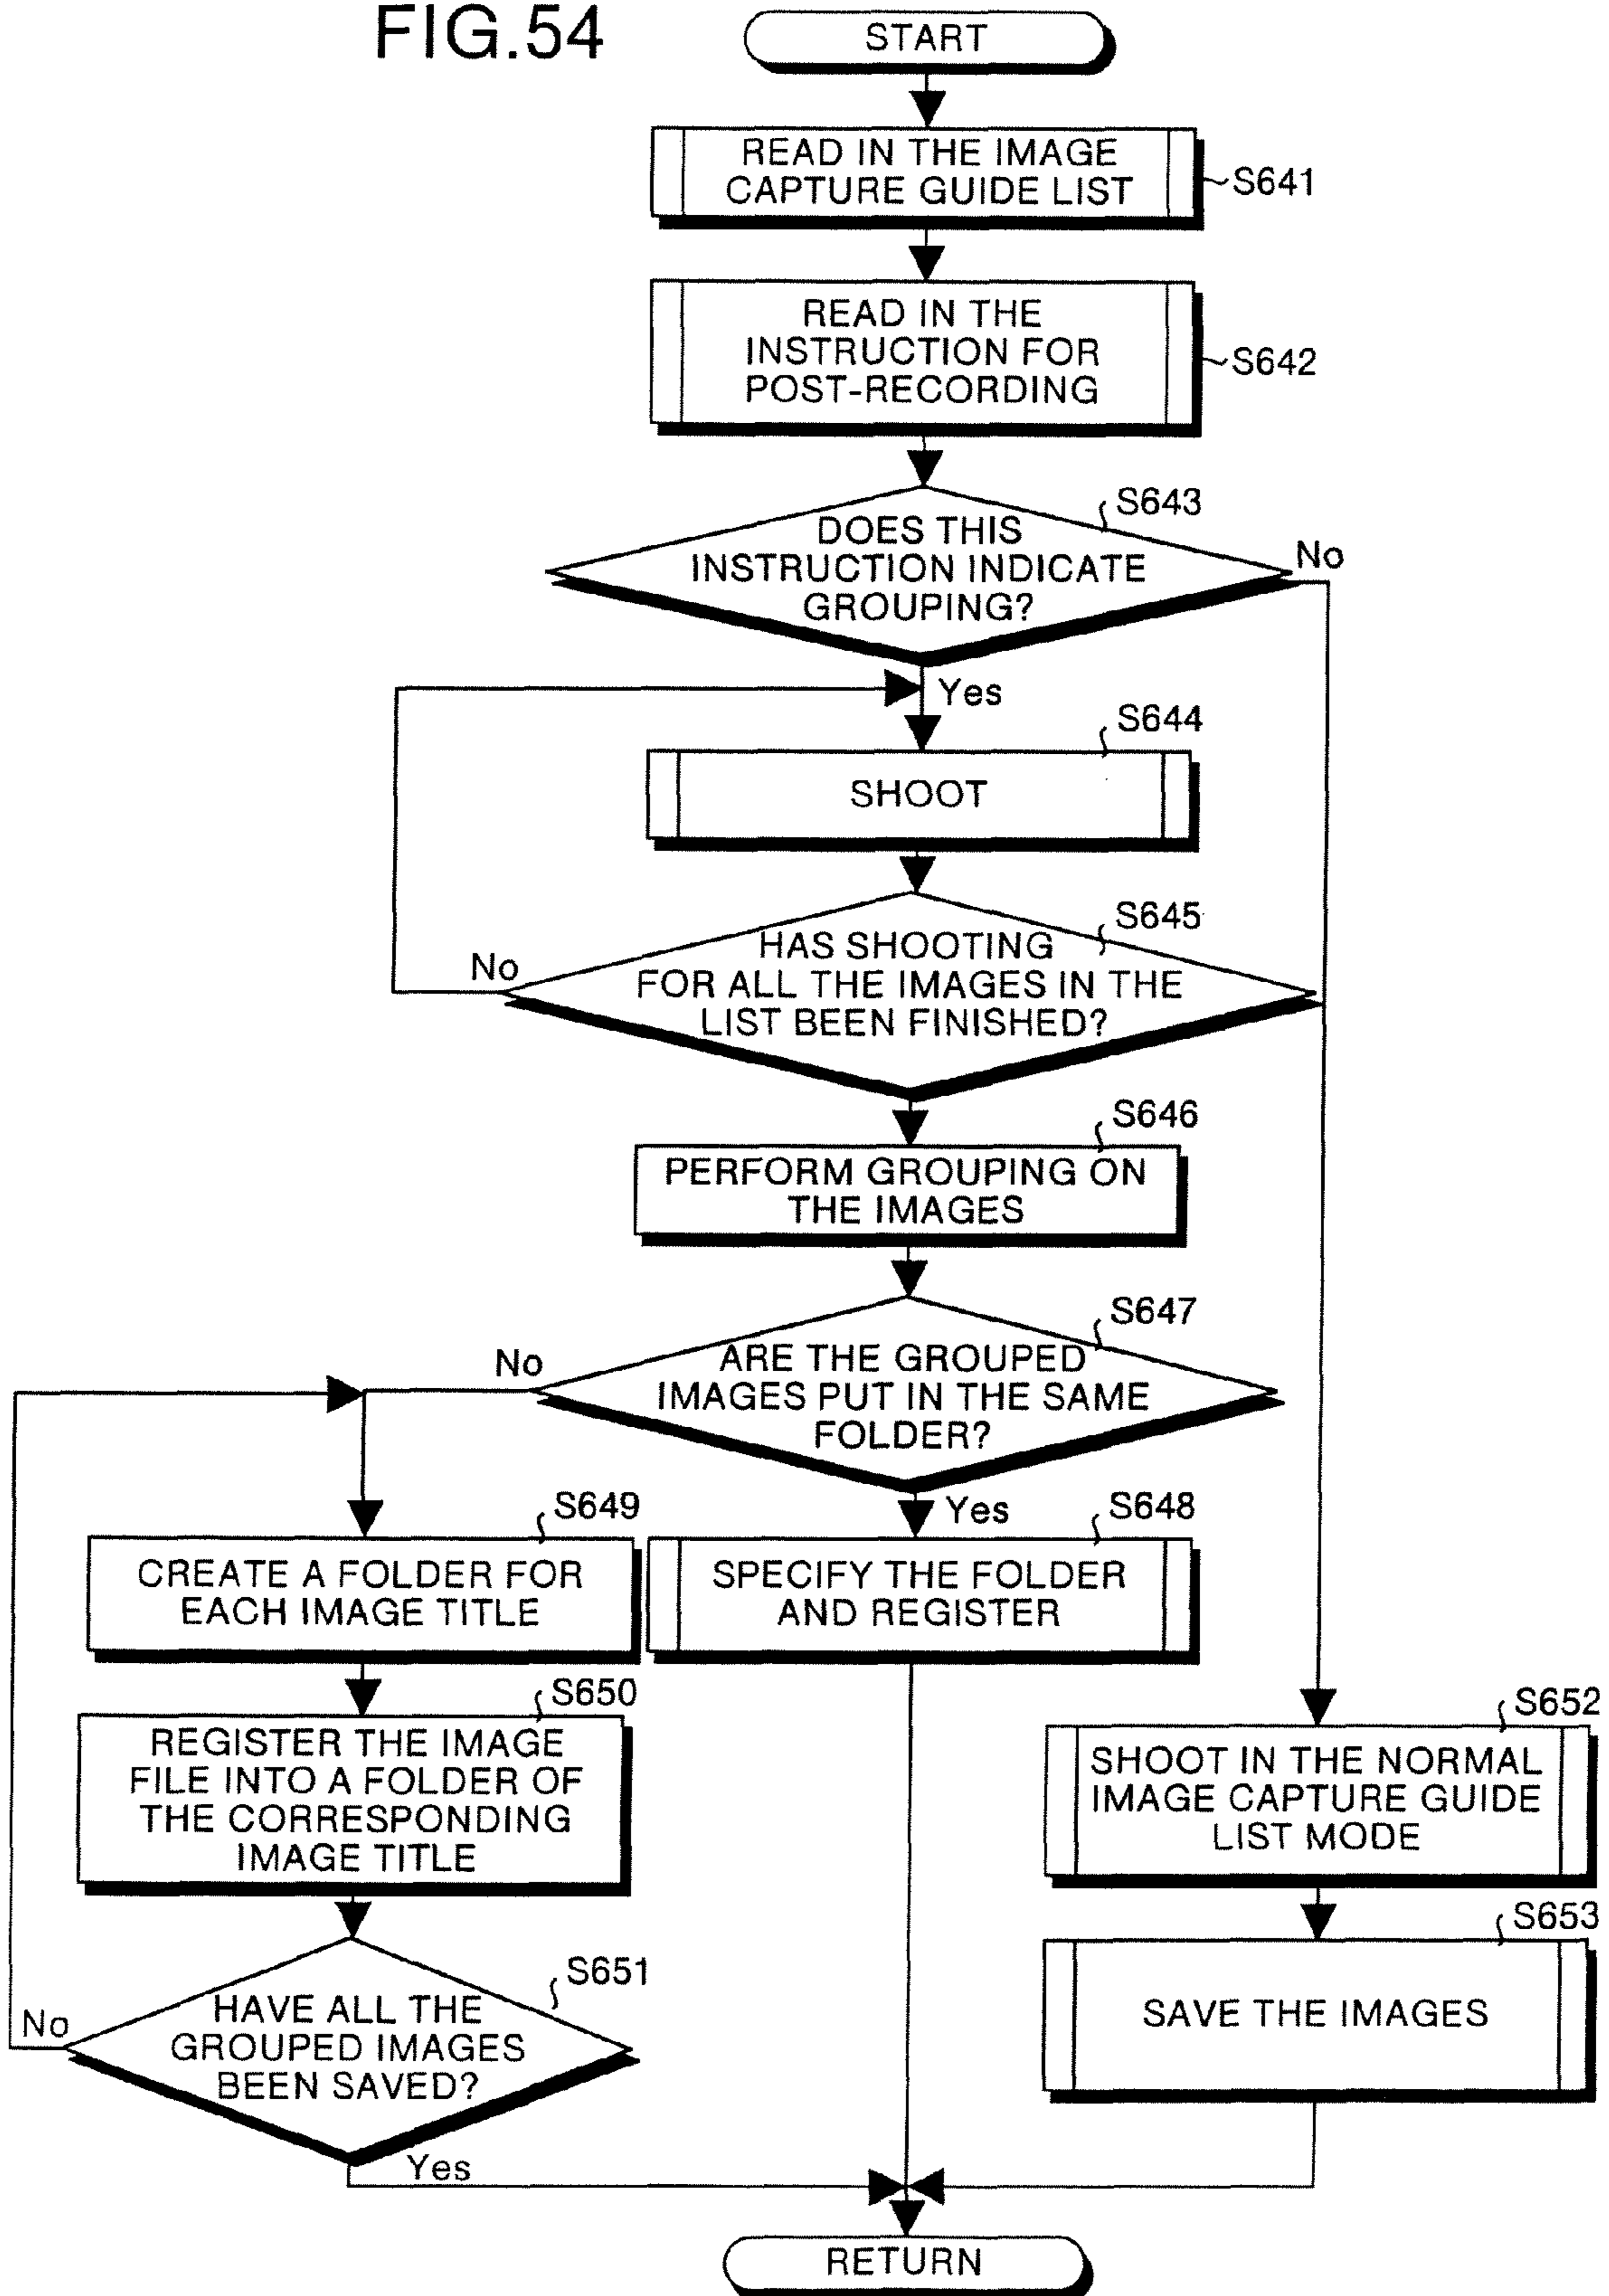 FIG.54
START
READ IN THE IMAGE
CAPTURE GUIDE LIST
S641
READ IN THE
INSTRUCTION FOR
POST-RECORDING
S642
S643
DOES THIS
INSTRUCTION INDICATE
GROUPING?
No
Yes
S644
SHOOT
S645
HAS SHOOTING
FOR ALL THE IMAGES IN THE
LIST BEEN FINISHED?
No
S646
PERFORM GROUPING ON
THE IMAGES
S647
ARE THE GROUPED
IMAGES PUT IN THE SAME
FOLDER?
No
Yes
S649
CREATE A FOLDER FOR
EACH IMAGE TITLE
S648
SPECIFY THE FOLDER
AND REGISTER
S650
REGISTER THE IMAGE
FILE INTO A FOLDER OF
THE CORRESPONDING
IMAGE TITLE
S652
SHOOT IN THE NORMAL
IMAGE CAPTURE GUIDE
LIST MODE
S651
HAVE ALL THE
GROUPED IMAGES
BEEN SAVED?
No
Yes
S653
SAVE THE IMAGES
RETURN